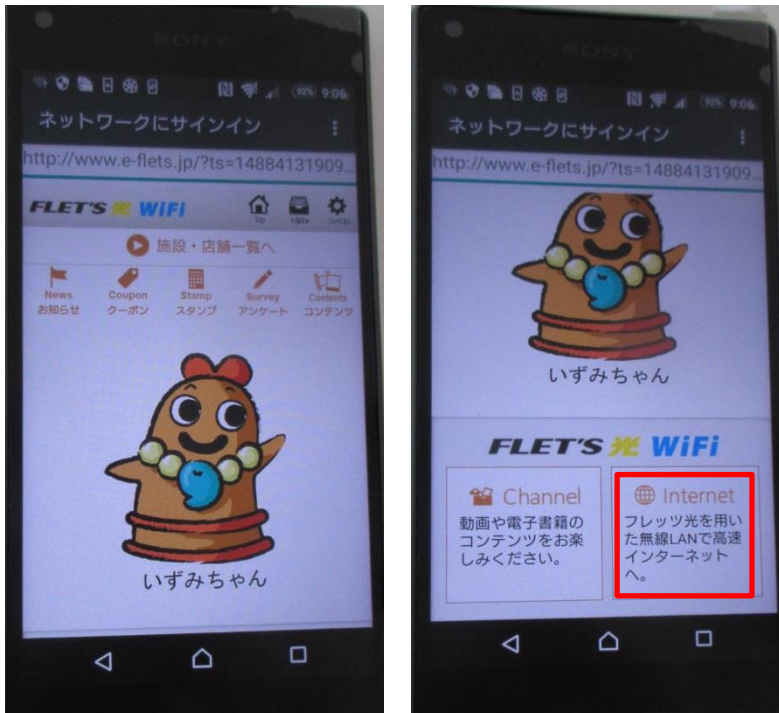 SONY
92% 9:06
ネットワークにサインイン
http://www.e-flets.jp/?ts=14884131909...
FLET'S 光 WiFi
Top
MyBox
SetUp
施設・店舗一覧へ
News
お知らせ
Coupon
クーポン
Stamp
スタンプ
Survey
アンケート
Contents
コンテンツ
いずみちゃん
SONY
92% 9:06
ネットワークにサインイン
http://www.e-flets.jp/?ts=14884131909...
いずみちゃん
FLET'S 光 WiFi
Channel
動画や電子書籍の
コンテンツをお楽
しみください。
Internet
フレッツ光を用い
た無線LANで高速
インターネット
へ。